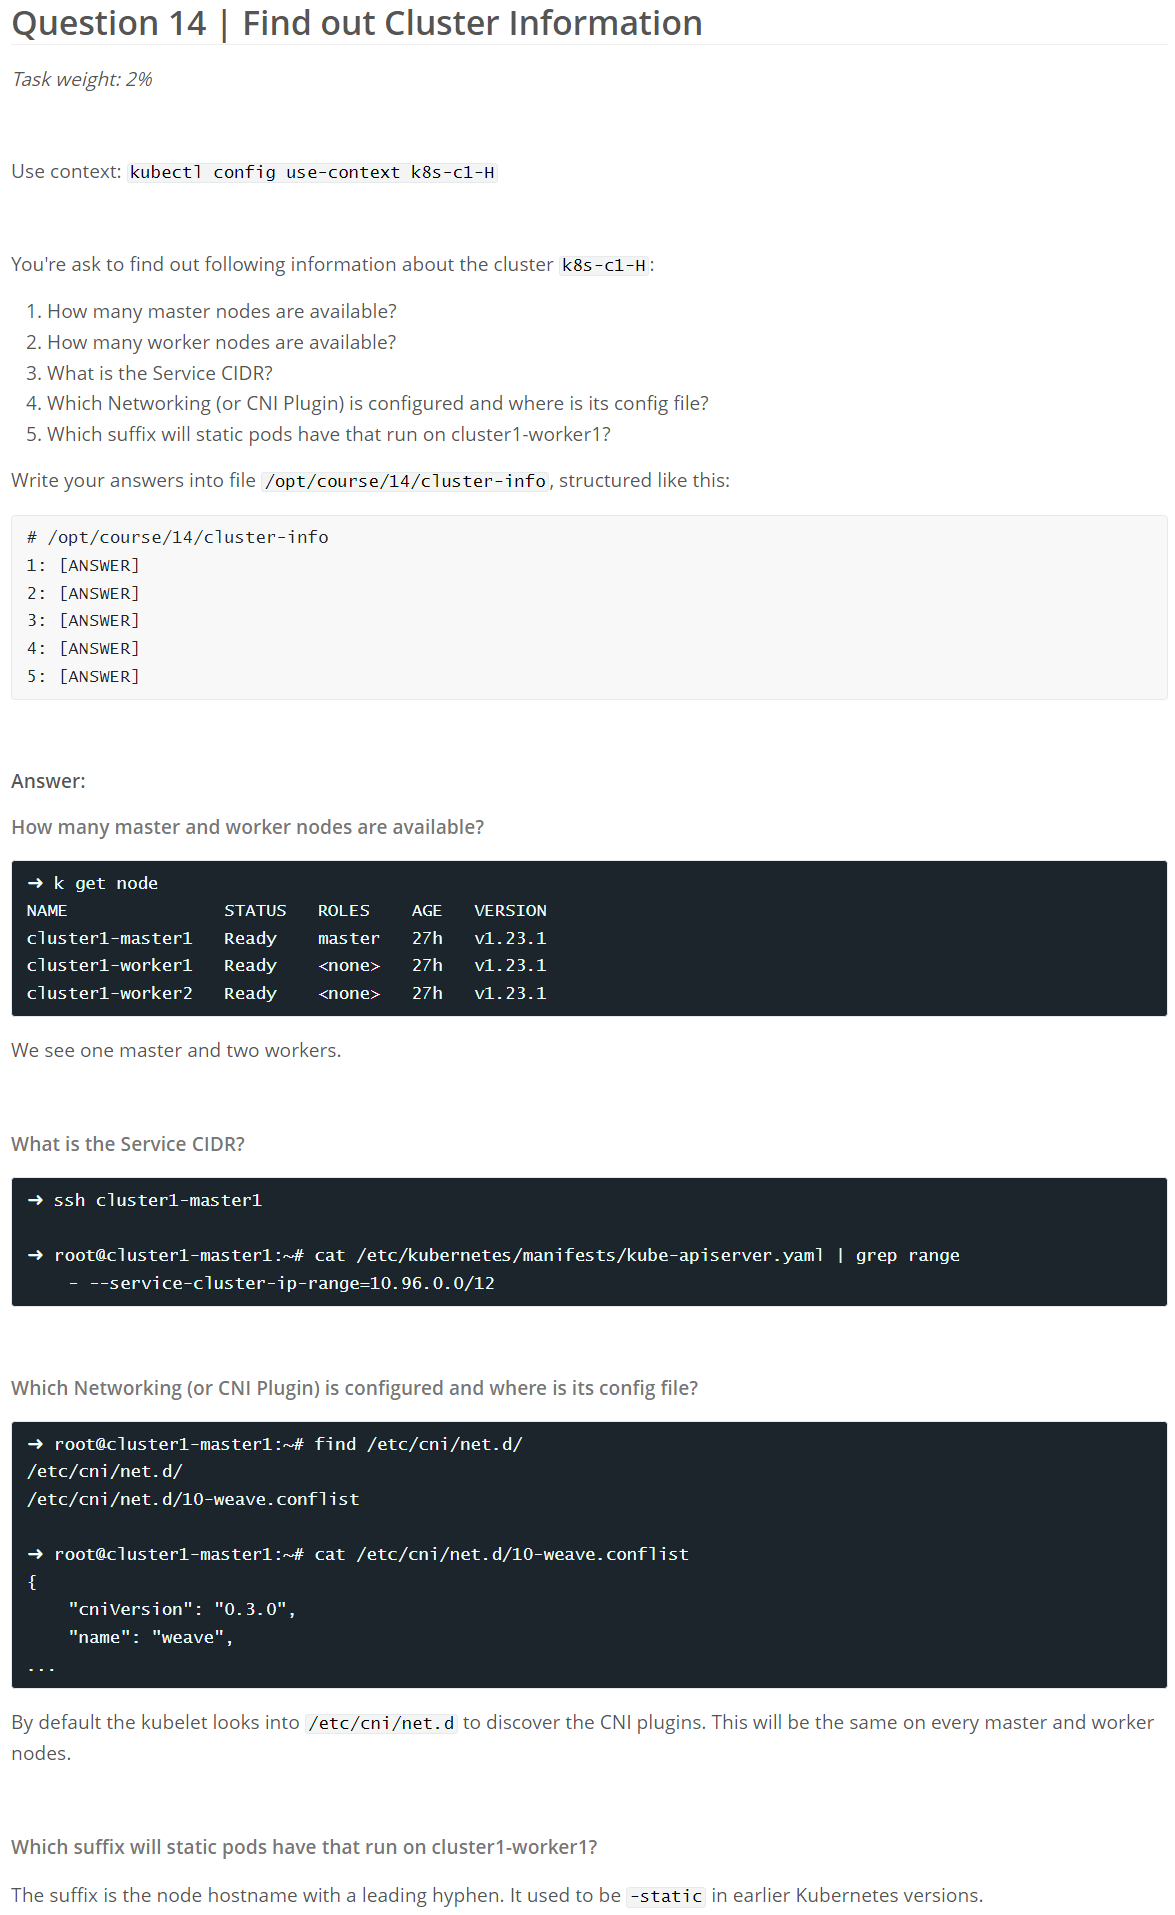 Question 14 | Find out Cluster Information
Task weight: 2%
Use context: kubectl config use-context k8s-c1-H
You're ask to find out following information about the cluster k8s-c1-H:
1. How many master nodes are available?
2. How many worker nodes are available?
3. What is the Service CIDR?
4. Which Networking (or CNI Plugin) is configured and where is its config file?
5. Which suffix will static pods have that run on cluster1-worker1?
Write your answers into file /opt/course/14/cluster-info, structured like this:
# /opt/course/14/cluster-info
1: [ANSWER]
2: [ANSWER]
3: [ANSWER]
4: [ANSWER]
5: [ANSWER]
Answer:
How many master and worker nodes are available?
➜ k get node
NAME               STATUS   ROLES    AGE   VERSION
cluster1-master1   Ready    master   27h   v1.23.1
cluster1-worker1   Ready    <none>   27h   v1.23.1
cluster1-worker2   Ready    <none>   27h   v1.23.1
We see one master and two workers.
What is the Service CIDR?
➜ ssh cluster1-master1
➜ root@cluster1-master1:~# cat /etc/kubernetes/manifests/kube-apiserver.yaml | grep range
    - --service-cluster-ip-range=10.96.0.0/12
Which Networking (or CNI Plugin) is configured and where is its config file?
➜ root@cluster1-master1:~# find /etc/cni/net.d/
/etc/cni/net.d/
/etc/cni/net.d/10-weave.conflist
➜ root@cluster1-master1:~# cat /etc/cni/net.d/10-weave.conflist
{
    "cniVersion": "0.3.0",
    "name": "weave",
...
By default the kubelet looks into /etc/cni/net.d to discover the CNI plugins. This will be the same on every master and worker
nodes.
Which suffix will static pods have that run on cluster1-worker1?
The suffix is the node hostname with a leading hyphen. It used to be -static in earlier Kubernetes versions.